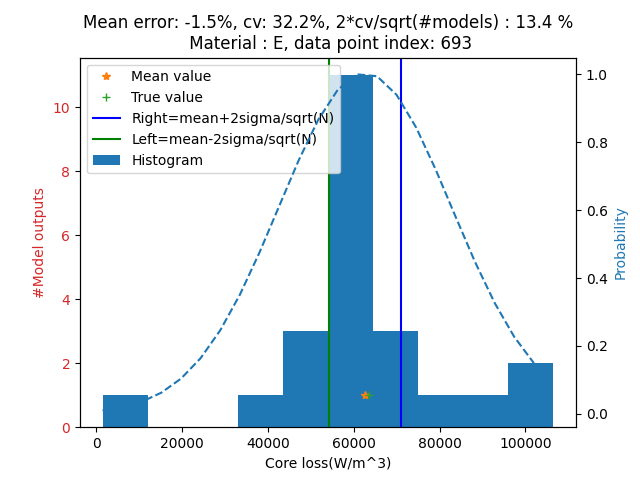 Mean error: -1.5%, cv: 32.2%, 2*cv/sqrt(#models) : 13.4 %
Material : E, data point index: 693
Mean value
True value
Right=mean+2sigma/sqrt(N)
Left=mean-2sigma/sqrt(N)
Histogram
#Model outputs
10
8
6
4
2
0
1.0
0.8
0.6
0.4
0.2
0.0
Probability
0 20000 40000 60000 80000 100000
Core loss(W/m^3)